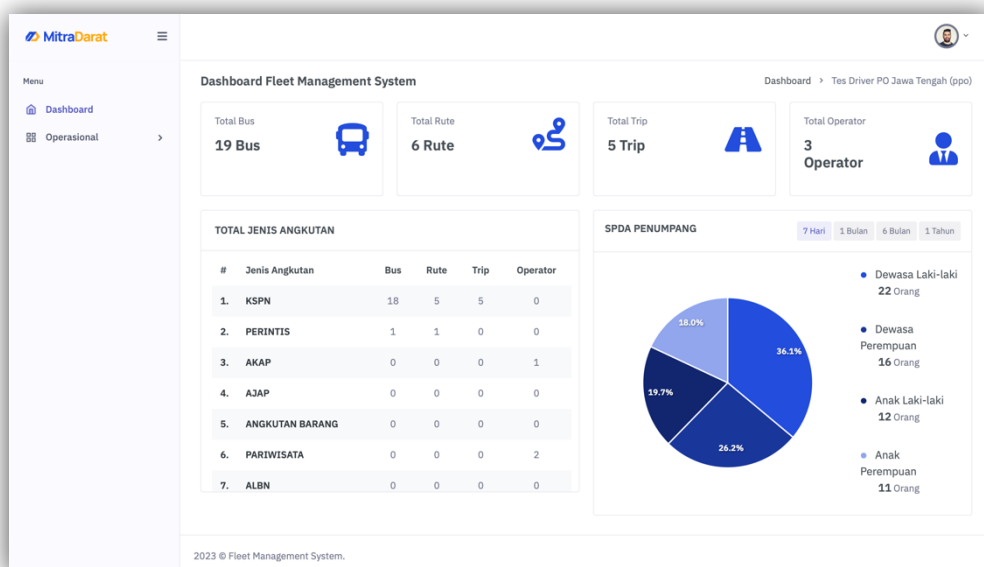 MitraDarat
Menu
Dashboard
Operasional
Dashboard Fleet Management System
Dashboard > Tes Driver PO Jawa Tengah (ppo)
Total Bus
19 Bus
Total Rute
6 Rute
Total Trip
5 Trip
Total Operator
3
Operator
TOTAL JENIS ANGKUTAN
# Jenis Angkutan Bus Rute Trip Operator
1. KSPN 18 5 5 0
2. PERINTIS 1 1 0 0
3. AKAP 0 0 0 1
4. AJAP 0 0 0 0
5. ANGKUTAN BARANG 0 0 0 0
6. PARIWISATA 0 0 0 2
7. ALBN 0 0 0 0
SPDA PENUMPANG
7 Hari 1 Bulan 6 Bulan 1 Tahun
18.0%
36.1%
19.7%
26.2%
Dewasa Laki-laki
22 Orang
Dewasa
Perempuan
16 Orang
Anak Laki-laki
12 Orang
Anak
Perempuan
11 Orang
2023 © Fleet Management System.